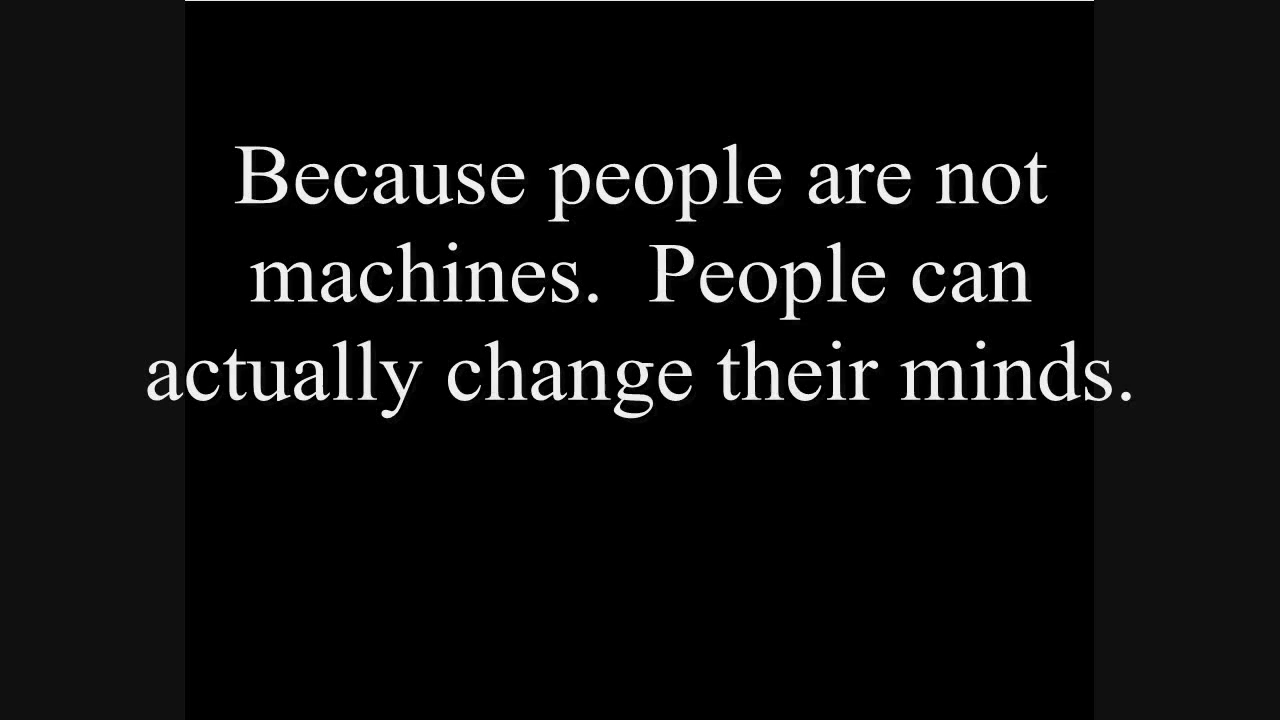 Because people are not
machines.  People can
actually change their minds.